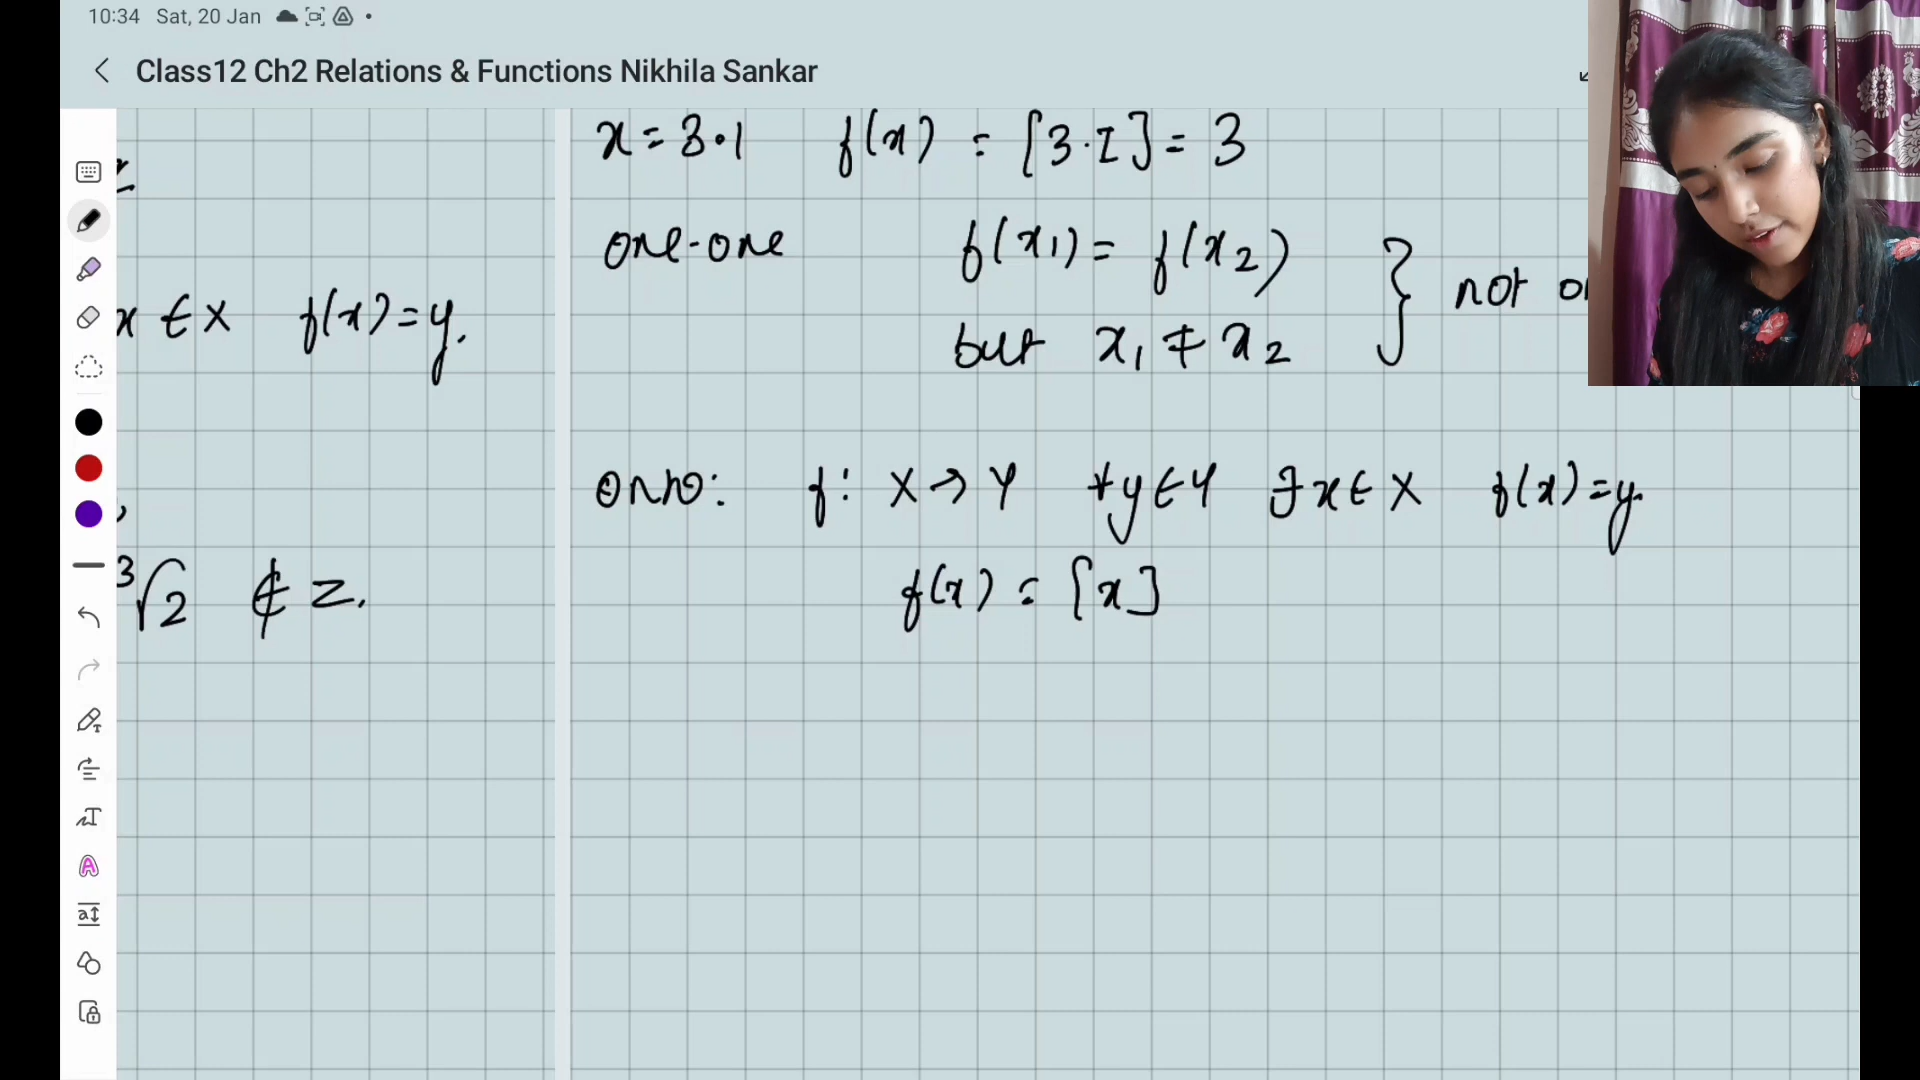 10:34 Sat, 20 Jan
Class12 Ch2 Relations & Functions Nikhila Sankar
x ∈ X f(x)=y.
³√2 ∉ Z.
x = 3.1 f(x) = [3.1] = 3
one-one f(x₁) = f(x₂)
but x₁ ≠ x₂ } not
onto: f: X → Y ∀y∈Y ∃x∈X f(x)=y.
f(x) = [x]